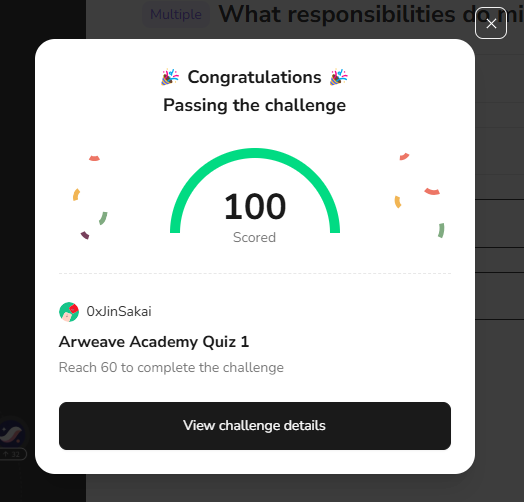 Multiple What responsibilities do mi
Congratulations
Passing the challenge
100
Scored
0xJinSakai
Arweave Academy Quiz 1
Reach 60 to complete the challenge
View challenge details